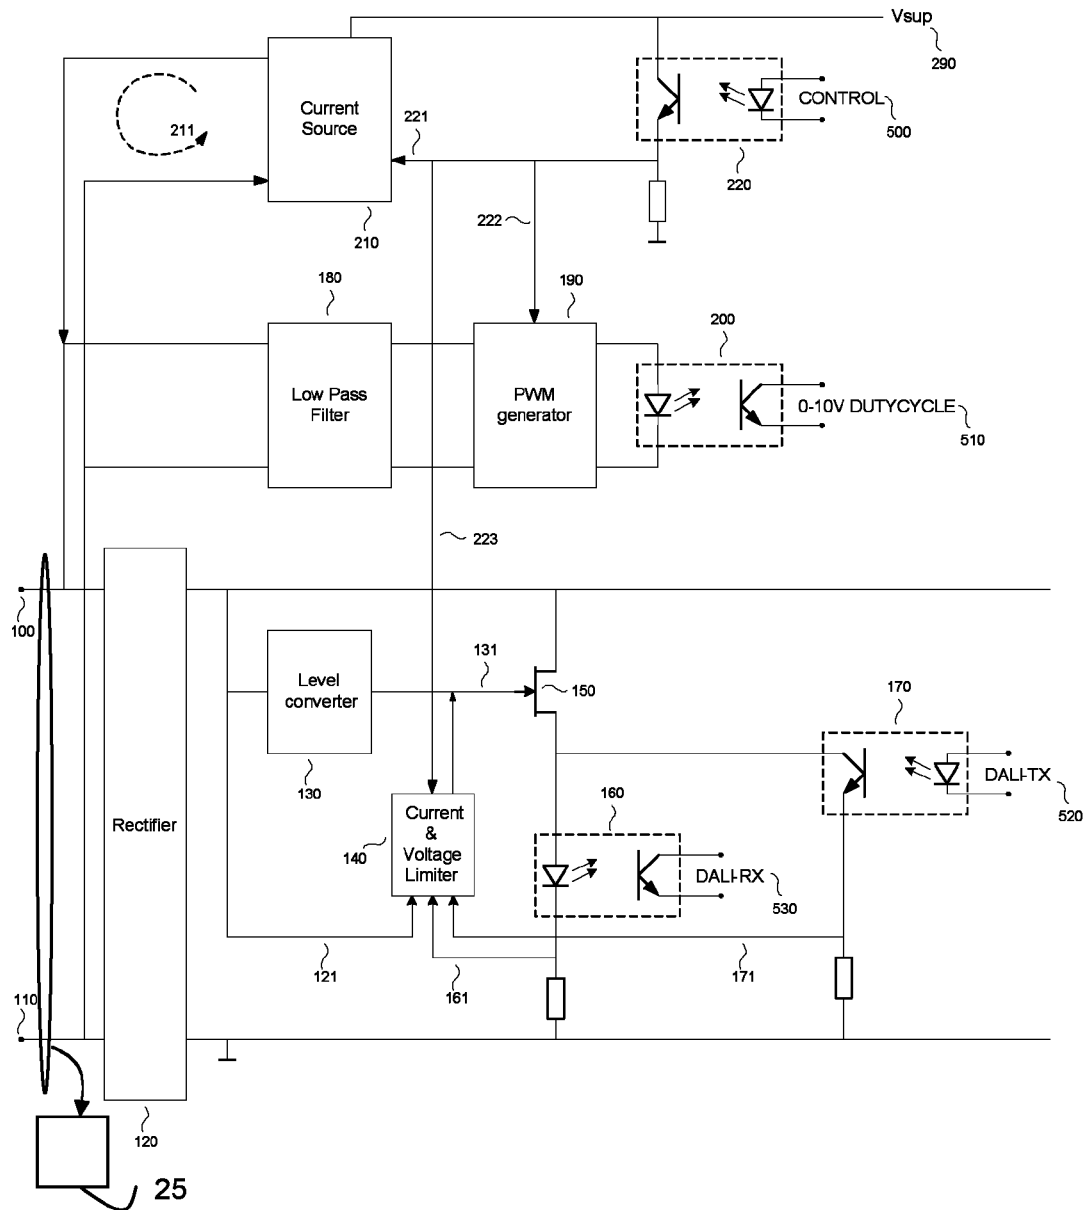 Vsup
290
Current
Source
211
221
CONTROL
500
220
210
222
180
190
200
Low Pass
Filter
PWM
generator
0-10V DUTYCYCLE
510
223
100
Level
converter
131
150
170
130
DALI-TX
520
Rectifier
140
Current
&
Voltage
Limiter
160
DALI-RX
530
121
161
171
110
120
25